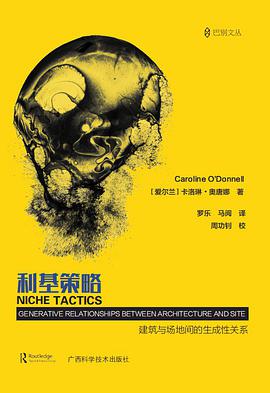 巴别文丛
Caroline O'Donnell
[爱尔兰] 卡洛琳·奥唐娜 著
罗乐 马阅 译
周功钊 校
利基策略
NICHE TACTICS
GENERATIVE RELATIONSHIPS BETWEEN ARCHITECTURE AND SITE
建筑与场地间的生成性关系
Routledge
广西科学技术出版社